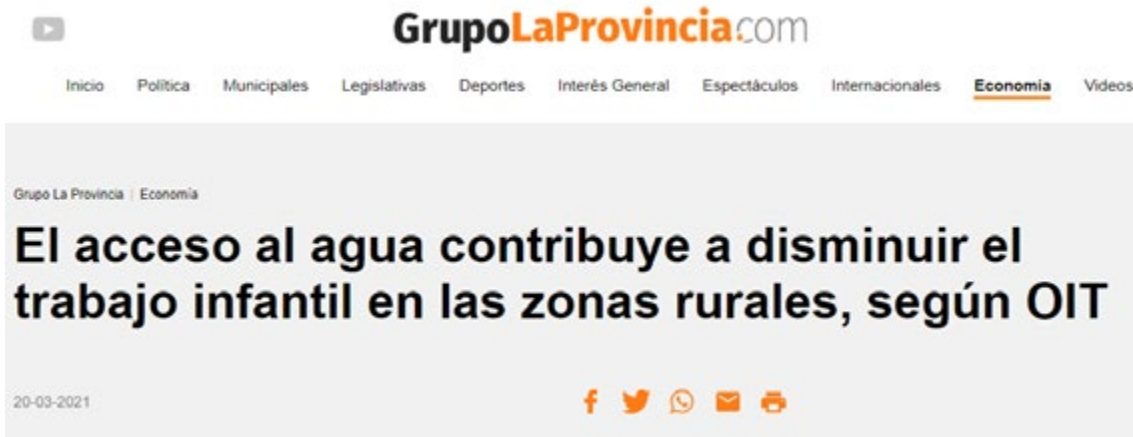 GrupoLaProvincia.com
Inicio Política Municipales Legislativas Deportes Interés General Espectáculos Internacionales Economía Videos
Grupo La Provincia | Economía
El acceso al agua contribuye a disminuir el
trabajo infantil en las zonas rurales, según OIT
20-03-2021